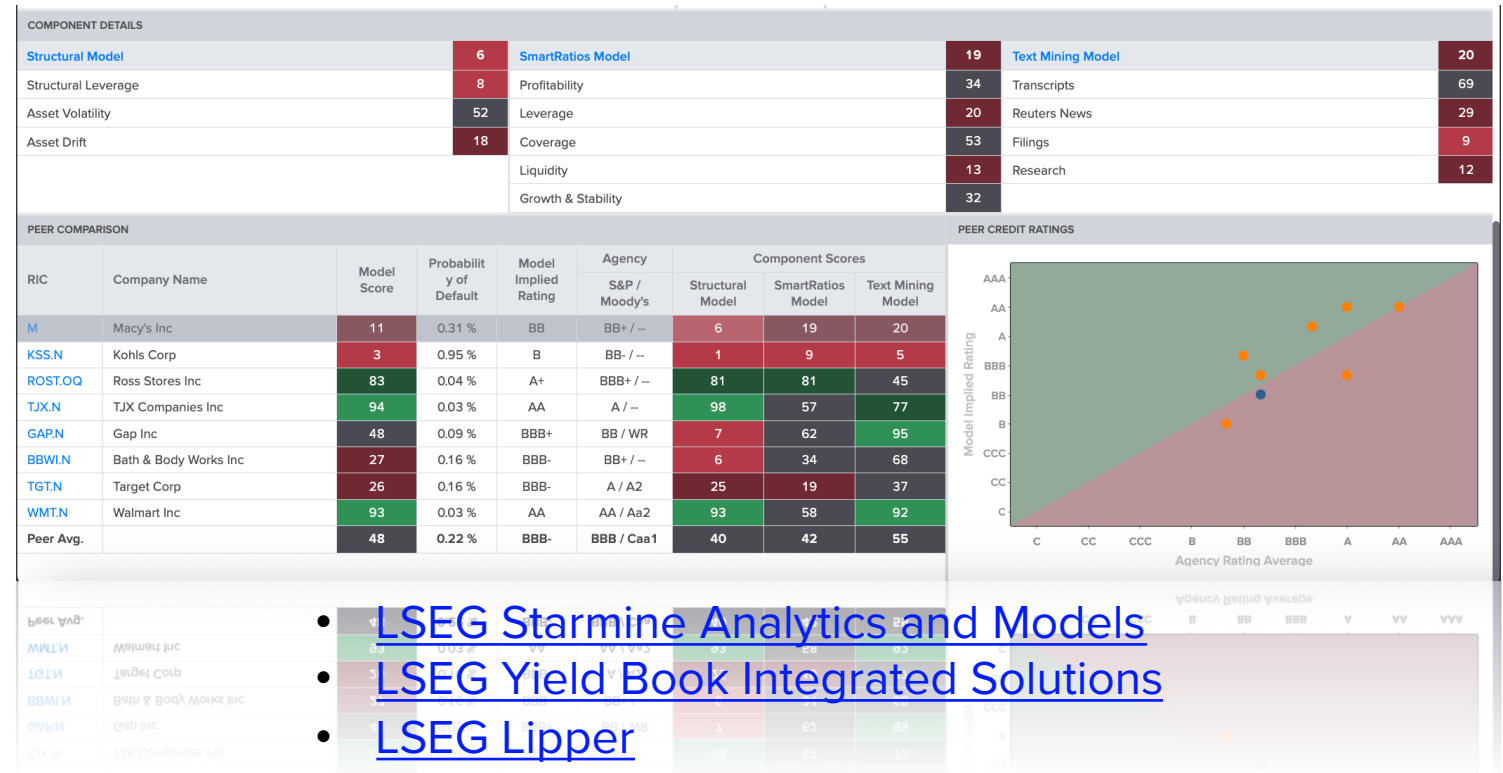 COMPONENT DETAILS
Structural Model 6 SmartRatios Model 19 Text Mining Model 20
Structural Leverage 8 Profitability 34 Transcripts 69
Asset Volatility 52 Leverage 20 Reuters News 29
Asset Drift 18 Coverage 53 Filings 9
Liquidity 13 Research 12
Growth & Stability 32
PEER COMPARISON PEER CREDIT RATINGS
RIC Company Name Model Score Probabilit y of Default Model Implied Rating Agency Component Scores
S&P / Moody's Structural Model SmartRatios Model Text Mining Model
M Macy's Inc 11 0.31 % BB BB+ / -- 6 19 20
KSS.N Kohls Corp 3 0.95 % B BB- / -- 1 9 5
ROST.OQ Ross Stores Inc 83 0.04 % A+ BBB+ / -- 81 81 45
TJX.N TJX Companies Inc 94 0.03 % AA A / -- 98 57 77
GAP.N Gap Inc 48 0.09 % BBB+ BB / WR 7 62 95
BBWI.N Bath & Body Works Inc 27 0.16 % BBB- BB+ / -- 6 34 68
TGT.N Target Corp 26 0.16 % BBB- A / A2 25 19 37
WMT.N Walmart Inc 93 0.03 % AA AA / Aa2 93 58 92
Peer Avg. 48 0.22 % BBB- BBB / Caa1 40 42 55
Model Implied Rating
AAA
AA
A
BBB
BB
B
CCC
CC
C
C CC CCC B BB BBB A AA AAA
Agency Rating Average
• LSEG Starmine Analytics and Models
• LSEG Yield Book Integrated Solutions
• LSEG Lipper